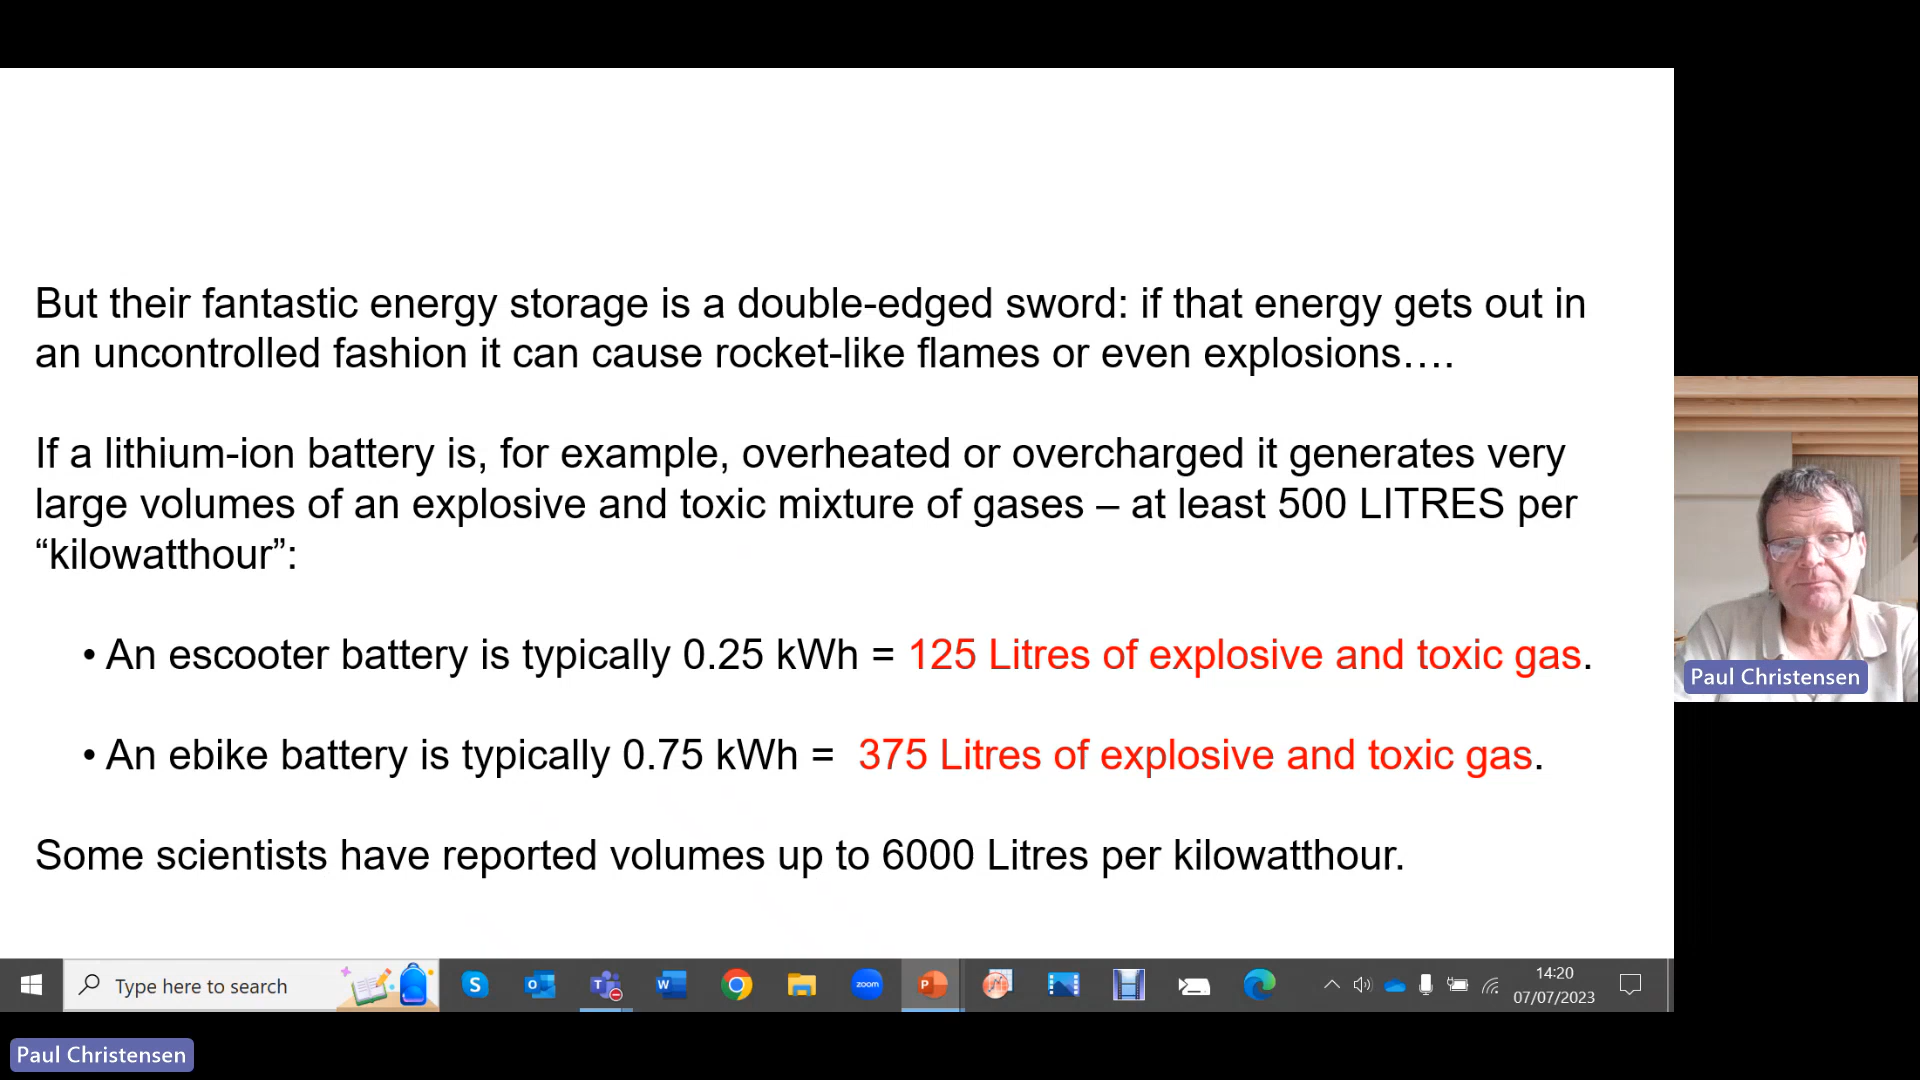 But their fantastic energy storage is a double-edged sword: if that energy gets out in
an uncontrolled fashion it can cause rocket-like flames or even explosions….
If a lithium-ion battery is, for example, overheated or overcharged it generates very
large volumes of an explosive and toxic mixture of gases – at least 500 LITRES per
“kilowatthour”:
• An escooter battery is typically 0.25 kWh = 125 Litres of explosive and toxic gas.
• An ebike battery is typically 0.75 kWh = 375 Litres of explosive and toxic gas.
Some scientists have reported volumes up to 6000 Litres per kilowatthour.
Paul Christensen
Type here to search
zoom
14:20
07/07/2023
Paul Christensen